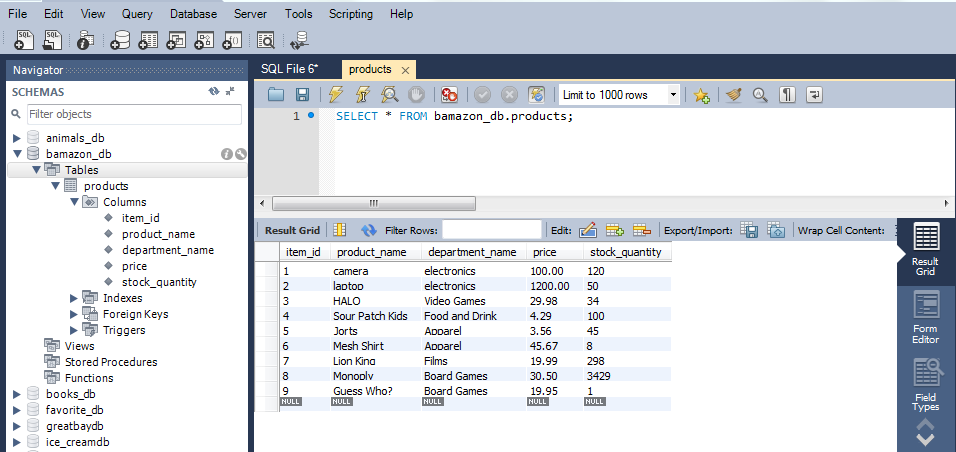 File Edit View Query Database Server Tools Scripting Help
SQL SQL
Navigator
SCHEMAS
Filter objects
animals_db
bamazon_db
Tables
products
Columns
item_id
product_name
department_name
price
stock_quantity
Indexes
Foreign Keys
Triggers
Views
Stored Procedures
Functions
books_db
favorite_db
greatbaydb
ice_creamdb
SQL File 6* products
Limit to 1000 rows
1 SELECT * FROM bamazon_db.products;
Result Grid Filter Rows: Edit: Export/Import: Wrap Cell Content:
item_id product_name department_name price stock_quantity
1 camera electronics 100.00 120
2 laptop electronics 1200.00 50
3 HALO Video Games 29.98 34
4 Sour Patch Kids Food and Drink 4.29 100
5 Jorts Apparel 3.56 45
6 Mesh Shirt Apparel 45.67 8
7 Lion King Films 19.99 298
8 Monoply Board Games 30.50 3429
9 Guess Who? Board Games 19.95 1
NULL NULL NULL NULL NULL
Result
Grid
Form
Editor
Field
Types